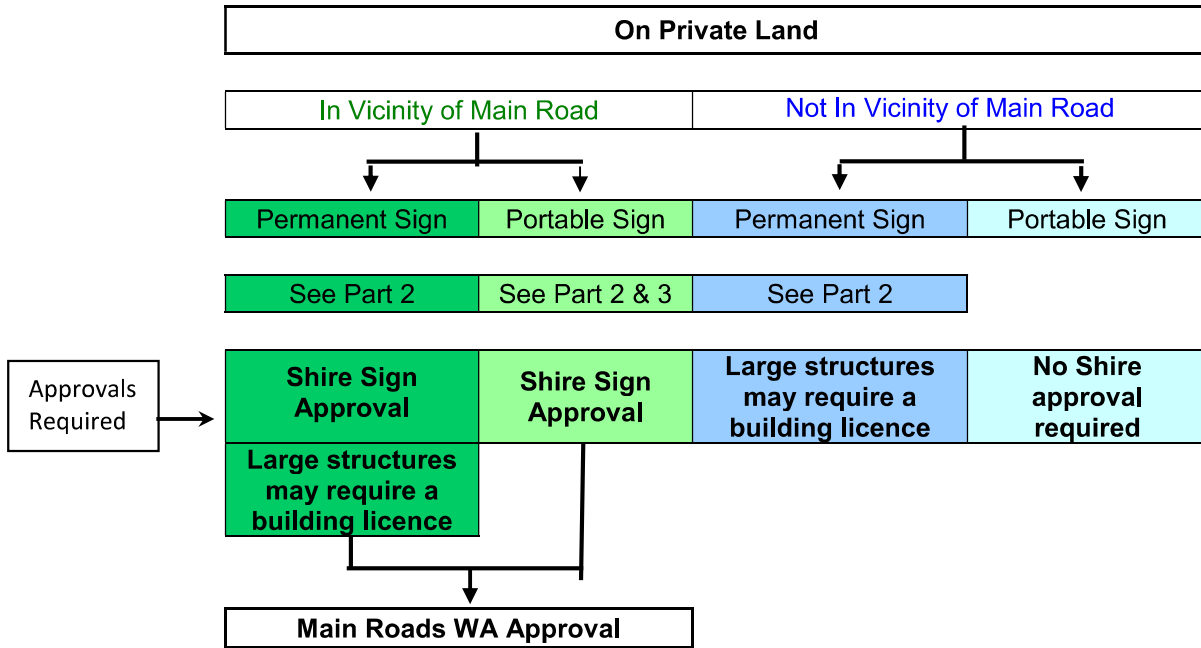 On Private Land
In Vicinity of Main Road
Not In Vicinity of Main Road
Permanent Sign
Portable Sign
Permanent Sign
Portable Sign
See Part 2
See Part 2 & 3
See Part 2
Approvals
Required
Shire Sign
Approval
Shire Sign
Approval
Large structures
may require a
building licence
No Shire
approval
required
Large structures
may require a
building licence
Main Roads WA Approval